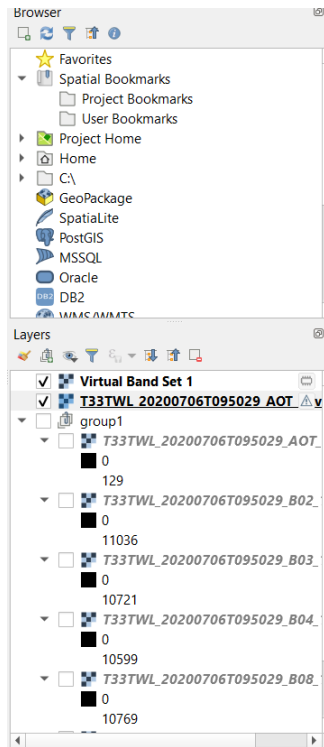 Browser
Favorites
Spatial Bookmarks
Project Bookmarks
User Bookmarks
Project Home
Home
C:\
GeoPackage
SpatiaLite
PostGIS
MSSQL
Oracle
DB2 DB2
WMS/WMTS
Layers
Virtual Band Set 1
T33TWL_20200706T095029_AOT v
group1
T33TWL_20200706T095029_AOT_
0
129
T33TWL_20200706T095029_B02_
0
11036
T33TWL_20200706T095029_B03_
0
10721
T33TWL_20200706T095029_B04_
0
10599
T33TWL_20200706T095029_B08_
0
10769